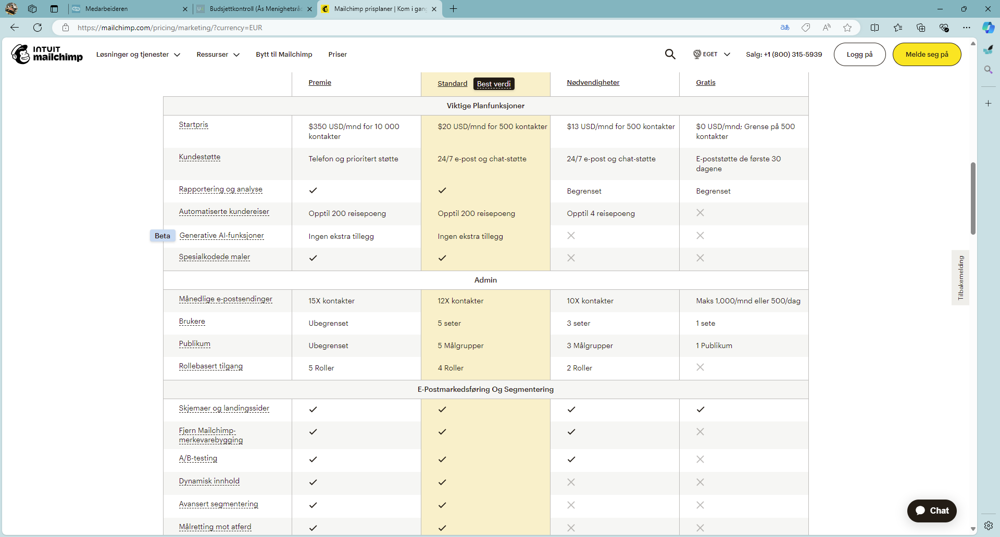 Medarbeideren
Budsjettkontroll (Ås Menighetsråd
Mailchimp prisplaner | Kom i gang
https://mailchimp.com/pricing/marketing/?currency=EUR
INTUIT
mailchimp
Løsninger og tjenester
Ressurser
Bytt til Mailchimp
Priser
EGET
Salg: +1 (800) 315-5939
Logg på
Melde seg på
Premie
Standard
Best verdi
Nødvendigheter
Gratis
Viktige Planfunksjoner
Startpris
$350 USD/mnd for 10 000
kontakter
$20 USD/mnd for 500 kontakter
$13 USD/mnd for 500 kontakter
$0 USD/mnd; Grense på 500
kontakter
Kundestøtte
Telefon og prioritert støtte
24/7 e-post og chat-støtte
24/7 e-post og chat-støtte
E-poststøtte de første 30
dagene
Rapportering og analyse
Begrenset
Begrenset
Automatiserte kundereiser
Opptil 200 reisepoeng
Opptil 200 reisepoeng
Opptil 4 reisepoeng
Beta
Generative AI-funksjoner
Ingen ekstra tillegg
Ingen ekstra tillegg
Spesialkodede maler
Admin
Månedlige e-postsendinger
15X kontakter
12X kontakter
10X kontakter
Maks 1,000/mnd eller 500/dag
Brukere
Ubegrenset
5 seter
3 seter
1 sete
Publikum
Ubegrenset
5 Målgrupper
3 Målgrupper
1 Publikum
Rollebasert tilgang
5 Roller
4 Roller
2 Roller
E-Postmarkedsføring Og Segmentering
Skjemaer og landingssider
Fjern Mailchimp-
merkevarebygging
A/B-testing
Dynamisk innhold
Avansert segmentering
Målretting mot atferd
Tilbakemelding
Chat